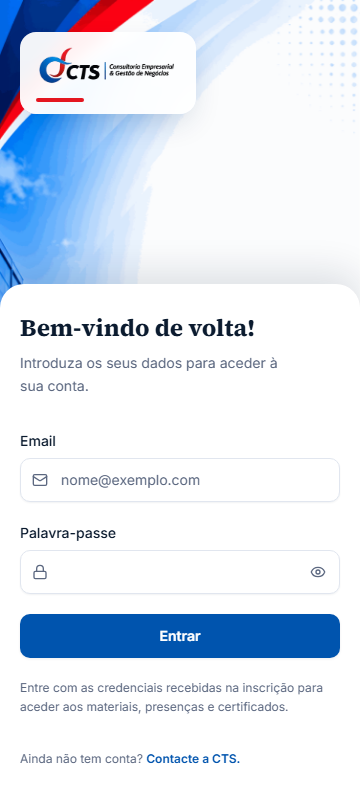 CTS Consultoria Empresarial
& Gestão de Negócios
Bem-vindo de volta!
Introduza os seus dados para aceder à
sua conta.
Email
nome@exemplo.com
Palavra-passe
Entrar
Entre com as credenciais recebidas na inscrição para
aceder aos materiais, presenças e certificados.
Ainda não tem conta? Contacte a CTS.